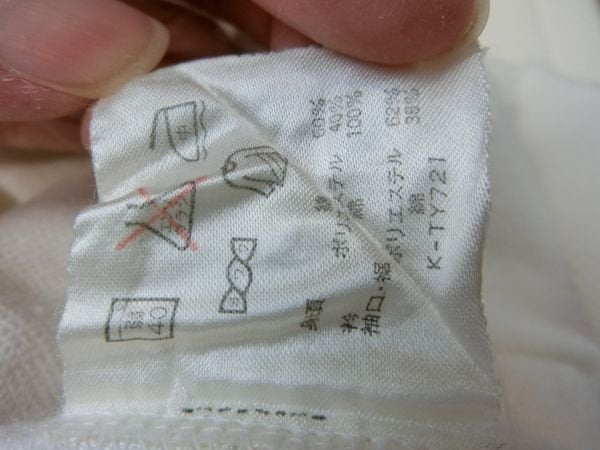 身頃 綿 60%
ポリエステル 40%
衿 100%
袖口・裾 ポリエステル 62%
綿 38%
K-TY721
弱
40
中